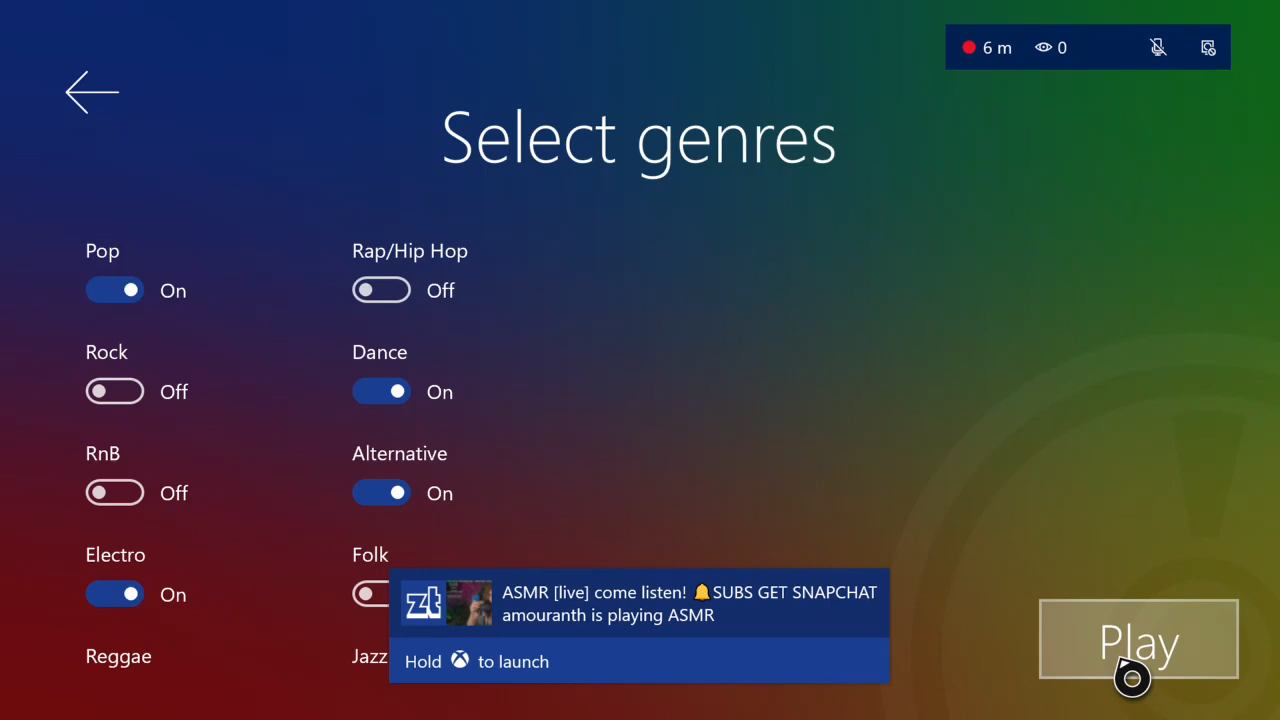 6 m 0
Select genres
Pop
On
Rap/Hip Hop
Off
Rock
Off
Dance
On
RnB
Off
Alternative
On
Electro
On
Folk
zt
ASMR [live] come listen! 🔔SUBS GET SNAPCHAT
amouranth is playing ASMR
Hold to launch
Reggae
Jazz
Play